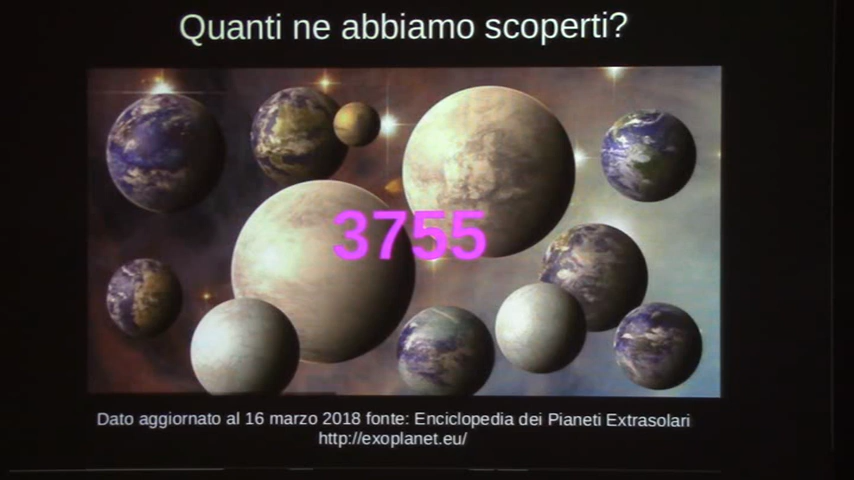 Quanti ne abbiamo scoperti?
3755
Dato aggiornato al 16 marzo 2018 fonte: Enciclopedia dei Pianeti Extrasolari
http://exoplanet.eu/